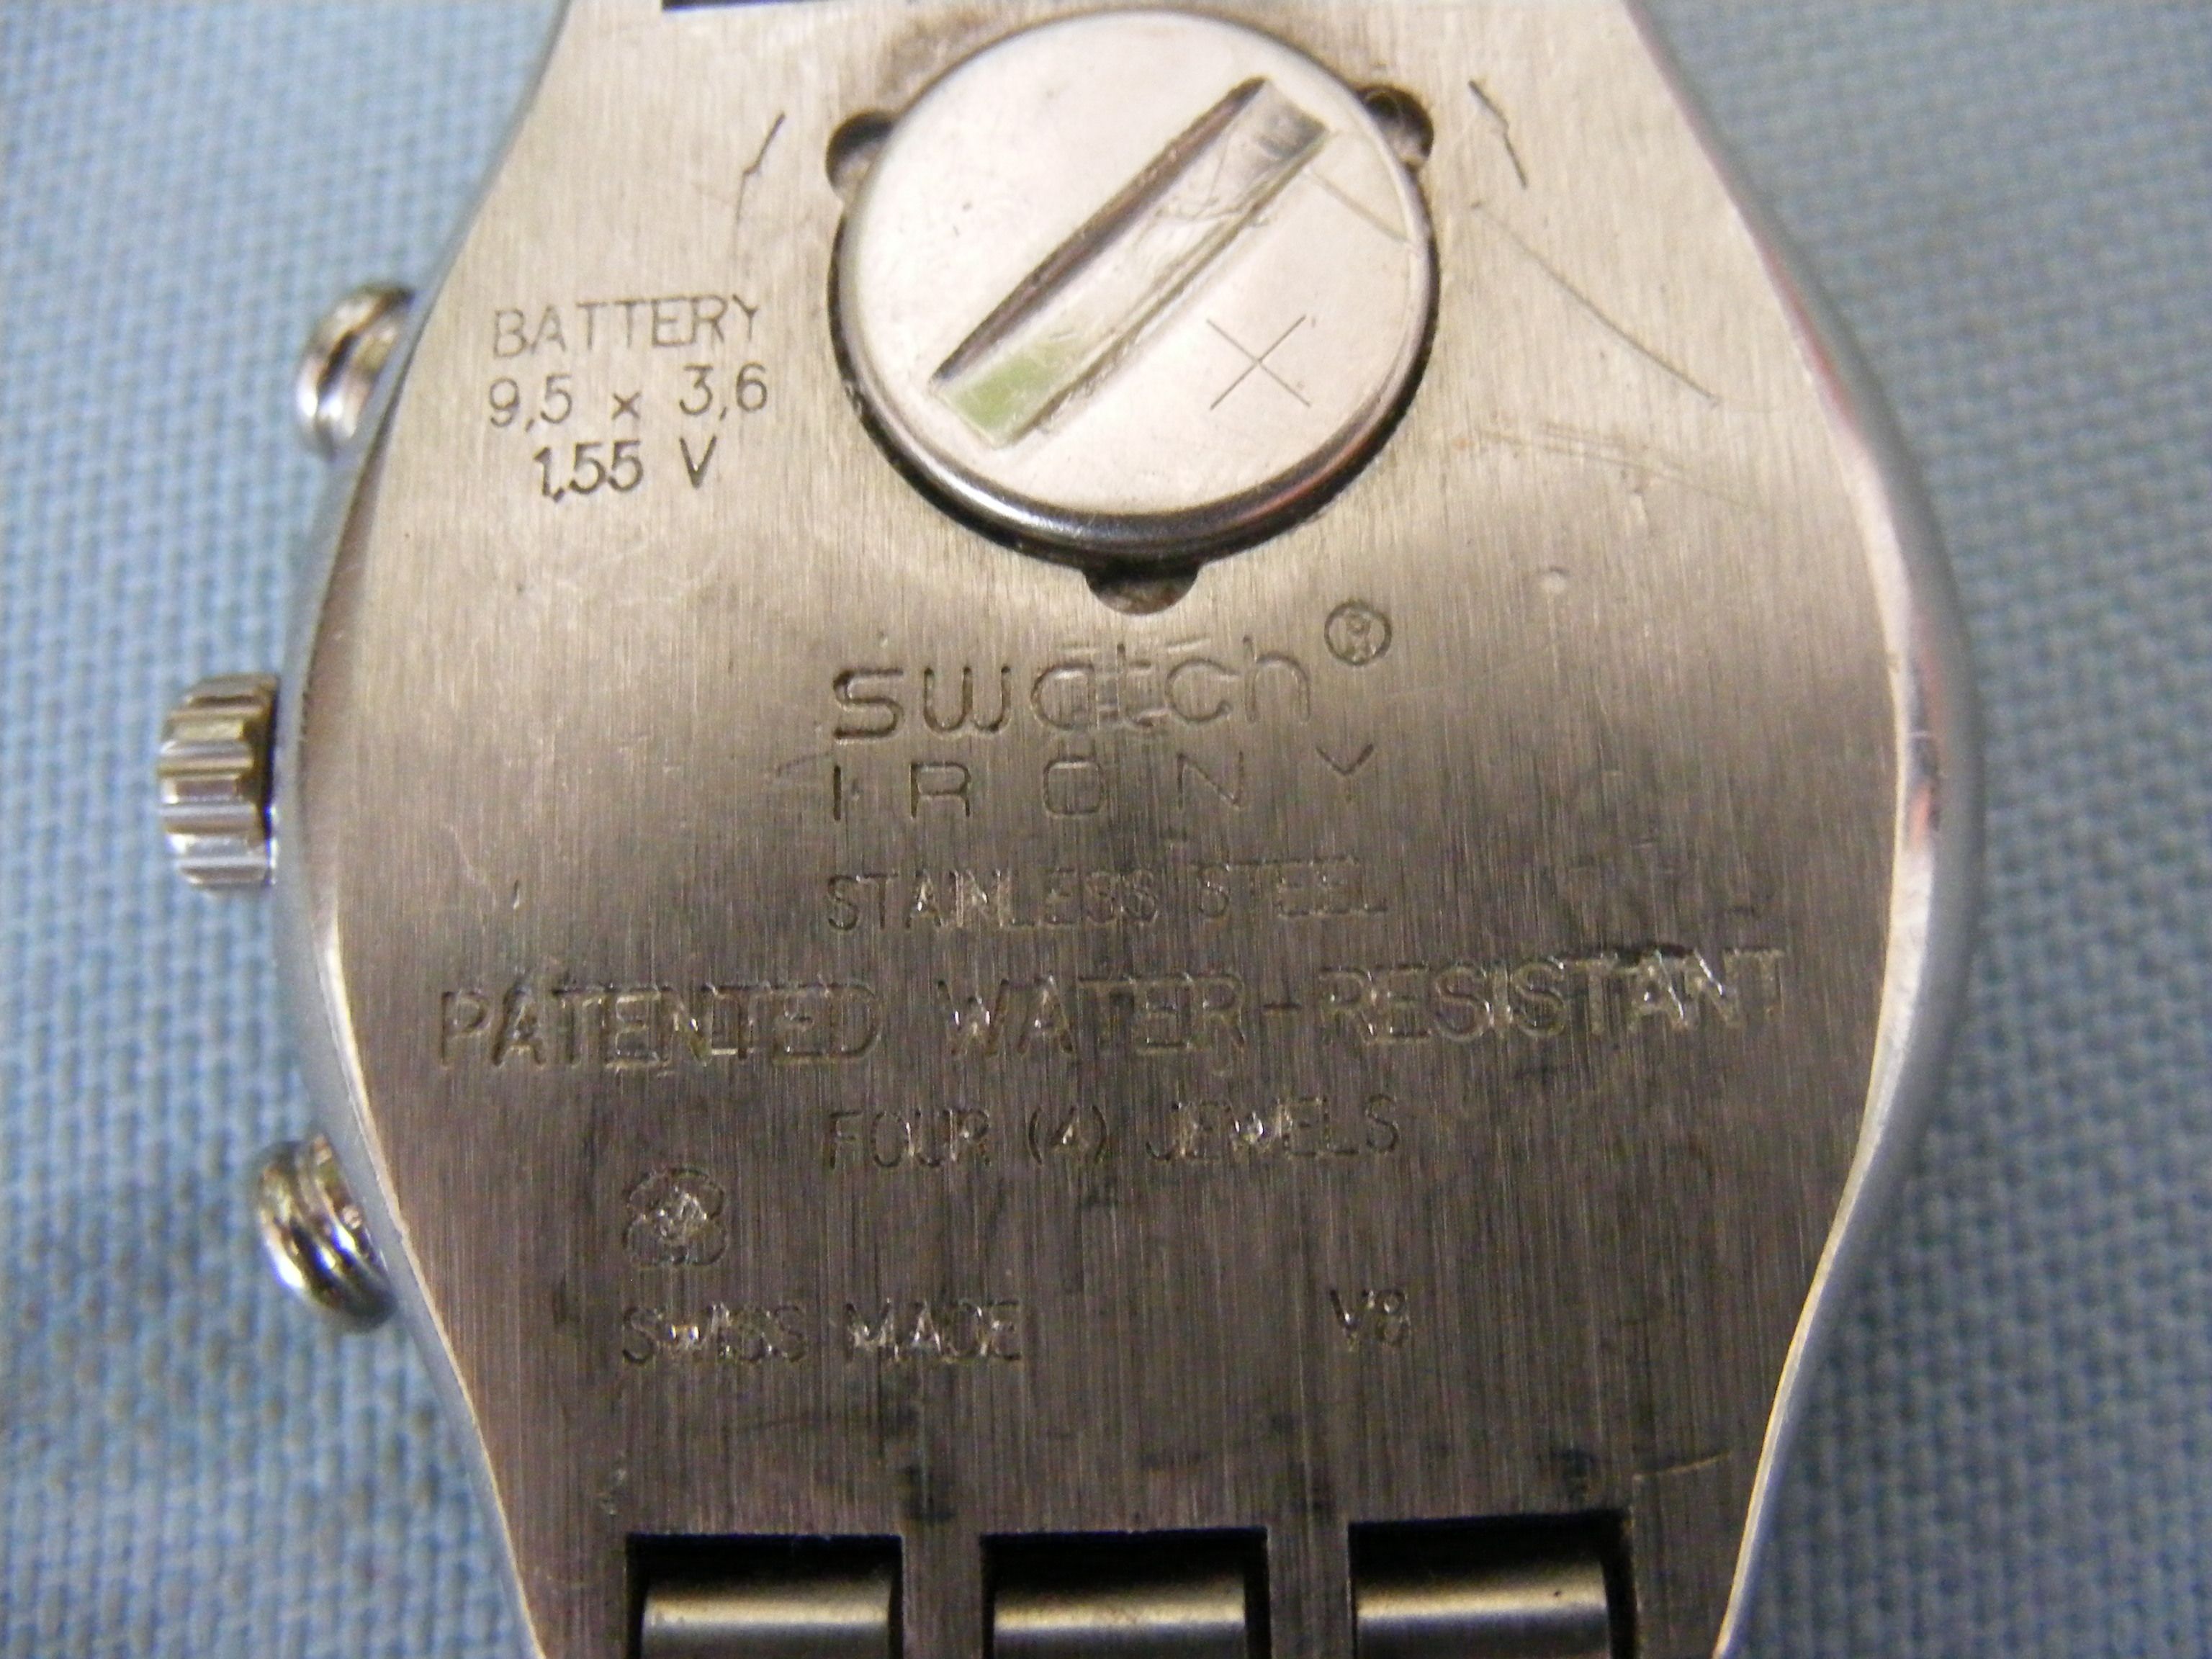 BATTERY
9,5 x 3,6
1,55 V
swatch®
IRONY
STAINLESS STEEL
PATENTED WATER-RESISTANT
FOUR (4) JEWELS
SWISS MADE V8